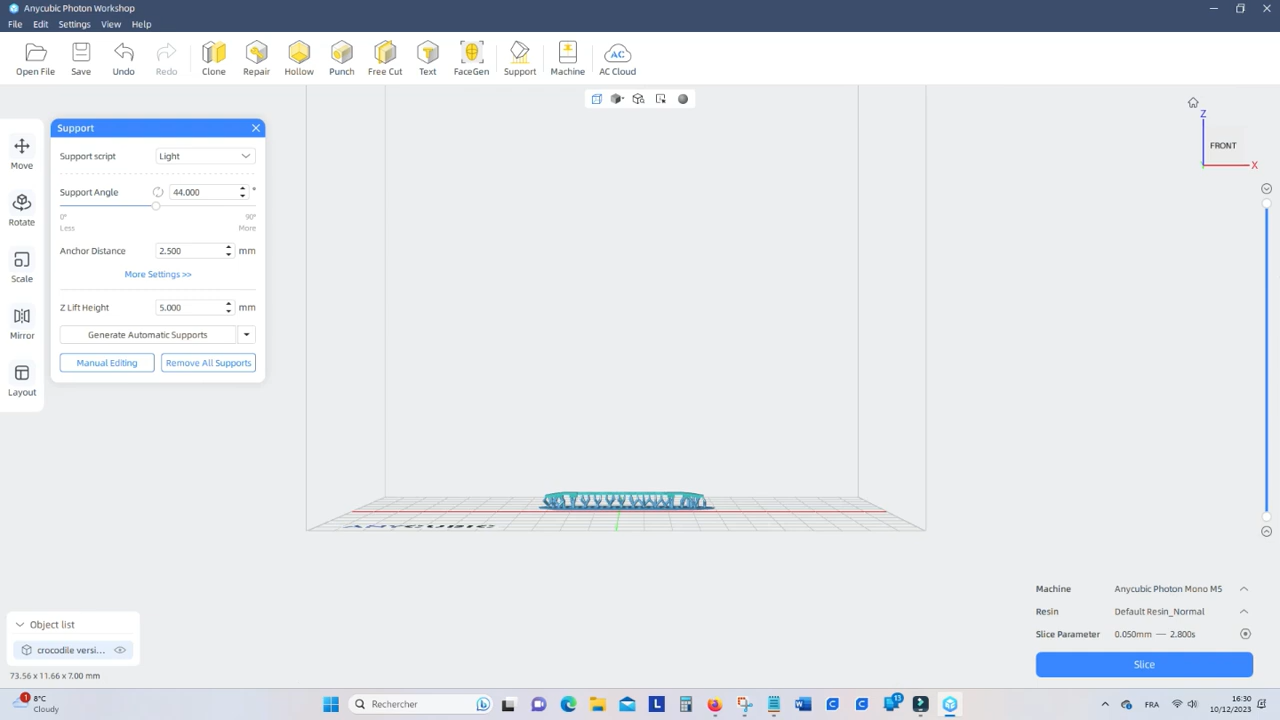 Anycubic Photon Workshop
File Edit Settings View Help
Open File Save Undo Redo Clone Repair Hollow Punch Free Cut Text FaceGen Support Machine AC Cloud
AC
T
Move
Rotate
Scale
Mirror
Layout
Support
Support script Light
Support Angle 44.000 °
0° 90°
Less More
Anchor Distance 2.500 mm
More Settings >>
Z Lift Height 5.000 mm
Generate Automatic Supports
Manual Editing Remove All Supports
Z
FRONT
X
ANYCUBIC
Machine Anycubic Photon Mono M5
Resin Default Resin_Normal
Slice Parameter 0.050mm — 2.800s
Slice
Object list
crocodile versi...
73.56 x 11.66 x 7.00 mm
1
8°C
Cloudy
Rechercher
L
13
FRA
16:30
10/12/2023